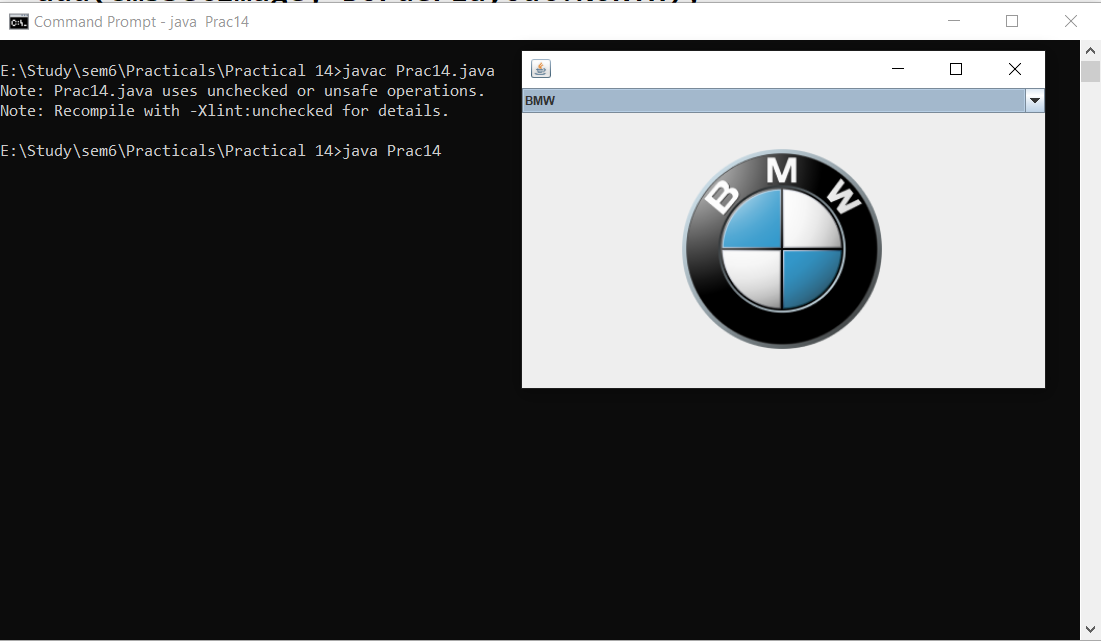 Command Prompt - java  Prac14
E:\Study\sem6\Practicals\Practical 14>javac Prac14.java
Note: Prac14.java uses unchecked or unsafe operations.
Note: Recompile with -Xlint:unchecked for details.
E:\Study\sem6\Practicals\Practical 14>java Prac14
BMW
B M W